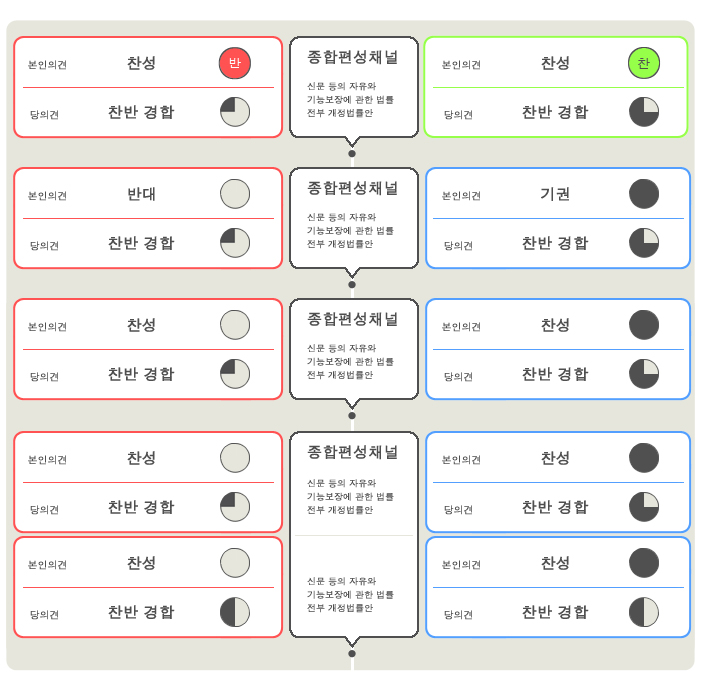 본인의견 찬성 반
당의견 찬반 경합
종합편성채널
신문 등의 자유와
기능보장에 관한 법률
전부 개정법률안
본인의견 찬성 찬
당의견 찬반 경합
본인의견 반대
당의견 찬반 경합
종합편성채널
신문 등의 자유와
기능보장에 관한 법률
전부 개정법률안
본인의견 기권
당의견 찬반 경합
본인의견 찬성
당의견 찬반 경합
종합편성채널
신문 등의 자유와
기능보장에 관한 법률
전부 개정법률안
본인의견 찬성
당의견 찬반 경합
본인의견 찬성
당의견 찬반 경합
종합편성채널
신문 등의 자유와
기능보장에 관한 법률
전부 개정법률안
본인의견 찬성
당의견 찬반 경합
본인의견 찬성
당의견 찬반 경합
신문 등의 자유와
기능보장에 관한 법률
전부 개정법률안
본인의견 찬성
당의견 찬반 경합